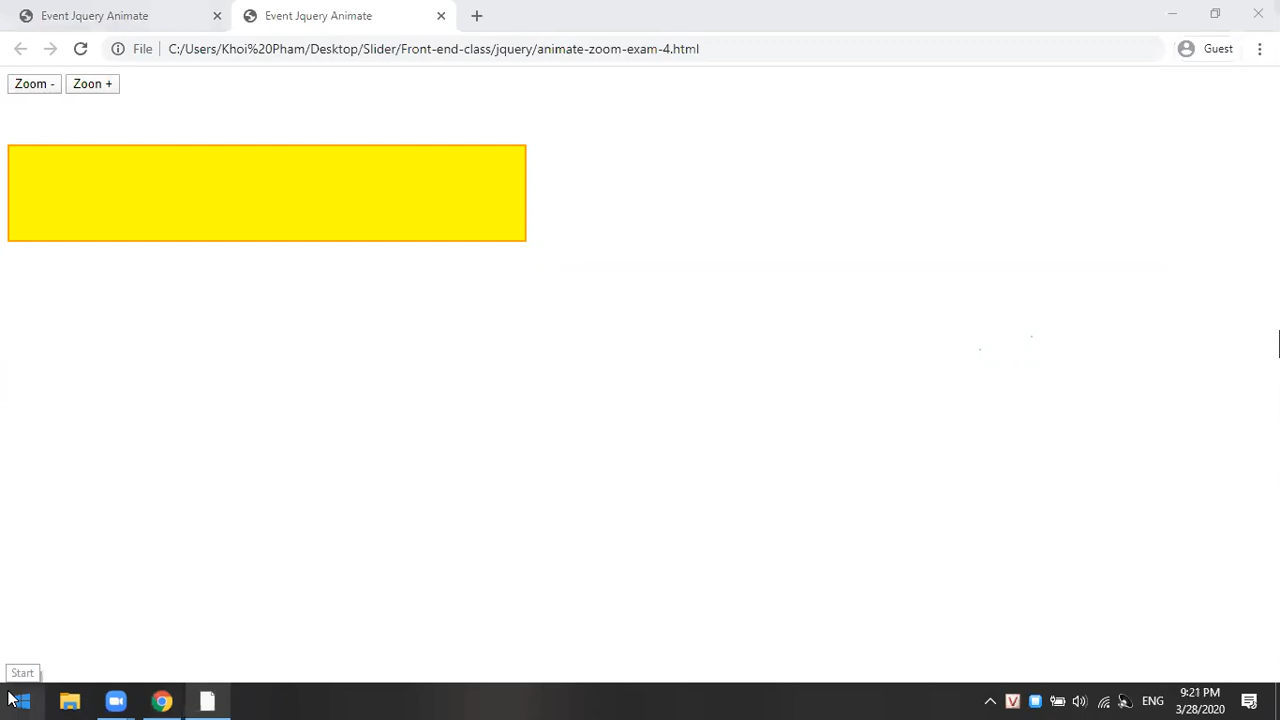 Event Jquery Animate
Event Jquery Animate
File
C:/Users/Khoi%20Pham/Desktop/Slider/Front-end-class/jquery/animate-zoom-exam-4.html
Guest
Zoom -
Zoon +
Start
V
ENG
9:21 PM
3/28/2020